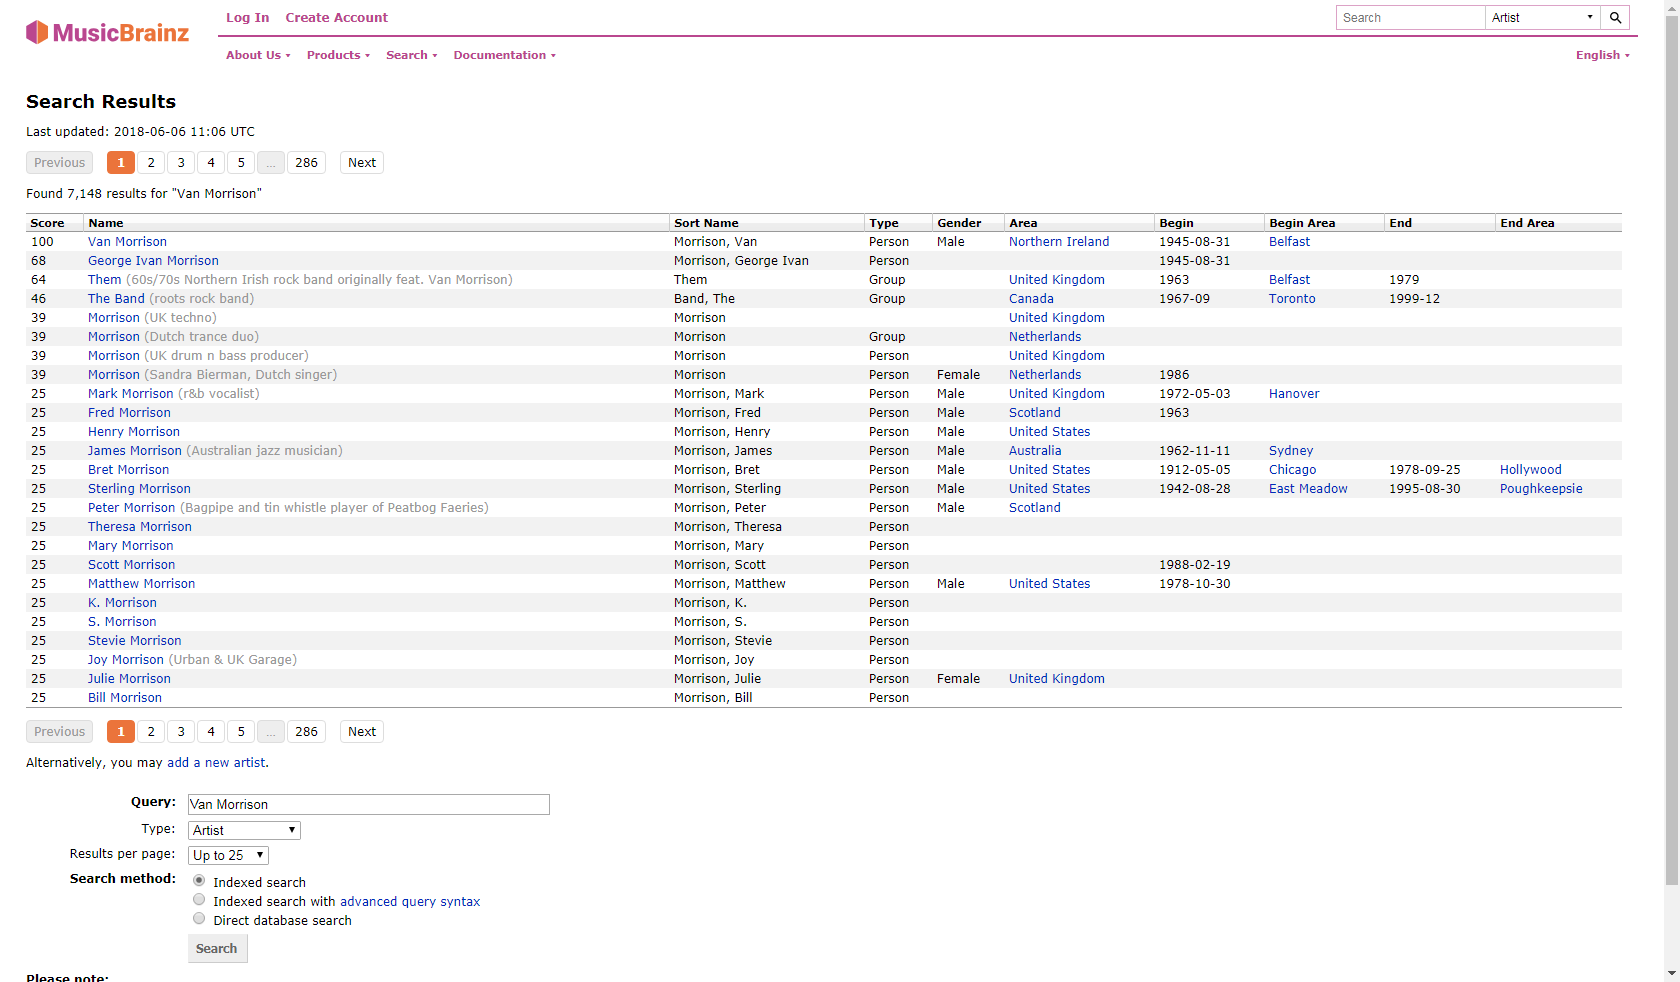 MusicBrainz
Log In Create Account
Search Artist
About Us Products Search Documentation English
Search Results
Last updated: 2018-06-06 11:06 UTC
Previous 1 2 3 4 5 ... 286 Next
Found 7,148 results for "Van Morrison"
Score Name Sort Name Type Gender Area Begin Begin Area End End Area
100 Van Morrison Morrison, Van Person Male Northern Ireland 1945-08-31 Belfast
68 George Ivan Morrison Morrison, George Ivan Person 1945-08-31
64 Them (60s/70s Northern Irish rock band originally feat. Van Morrison) Them Group United Kingdom 1963 Belfast 1979
46 The Band (roots rock band) Band, The Group Canada 1967-09 Toronto 1999-12
39 Morrison (UK techno) Morrison United Kingdom
39 Morrison (Dutch trance duo) Morrison Group Netherlands
39 Morrison (UK drum n bass producer) Morrison Person United Kingdom
39 Morrison (Sandra Bierman, Dutch singer) Morrison Person Female Netherlands 1986
25 Mark Morrison (r&b vocalist) Morrison, Mark Person Male United Kingdom 1972-05-03 Hanover
25 Fred Morrison Morrison, Fred Person Male Scotland 1963
25 Henry Morrison Morrison, Henry Person Male United States
25 James Morrison (Australian jazz musician) Morrison, James Person Male Australia 1962-11-11 Sydney
25 Bret Morrison Morrison, Bret Person Male United States 1912-05-05 Chicago 1978-09-25 Hollywood
25 Sterling Morrison Morrison, Sterling Person Male United States 1942-08-28 East Meadow 1995-08-30 Poughkeepsie
25 Peter Morrison (Bagpipe and tin whistle player of Peatbog Faeries) Morrison, Peter Person Male Scotland
25 Theresa Morrison Morrison, Theresa Person
25 Mary Morrison Morrison, Mary Person
25 Scott Morrison Morrison, Scott Person 1988-02-19
25 Matthew Morrison Morrison, Matthew Person Male United States 1978-10-30
25 K. Morrison Morrison, K. Person
25 S. Morrison Morrison, S. Person
25 Stevie Morrison Morrison, Stevie Person
25 Joy Morrison (Urban & UK Garage) Morrison, Joy Person
25 Julie Morrison Morrison, Julie Person Female United Kingdom
25 Bill Morrison Morrison, Bill Person
Previous 1 2 3 4 5 ... 286 Next
Alternatively, you may add a new artist.
Query: Van Morrison
Type: Artist
Results per page: Up to 25
Search method: Indexed search
Indexed search with advanced query syntax
Direct database search
Search
Please note: